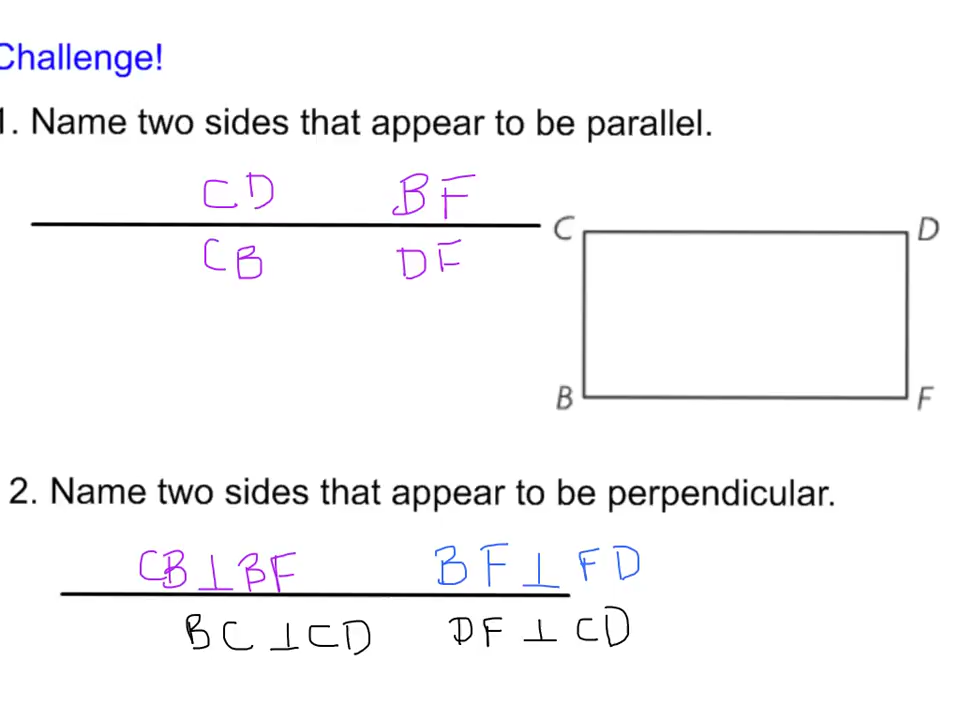 Challenge!
1. Name two sides that appear to be parallel.
CD BF
CB DF
C D
B F
2. Name two sides that appear to be perpendicular.
CB ⊥ BF BF ⊥ FD
BC ⊥ CD DF ⊥ CD